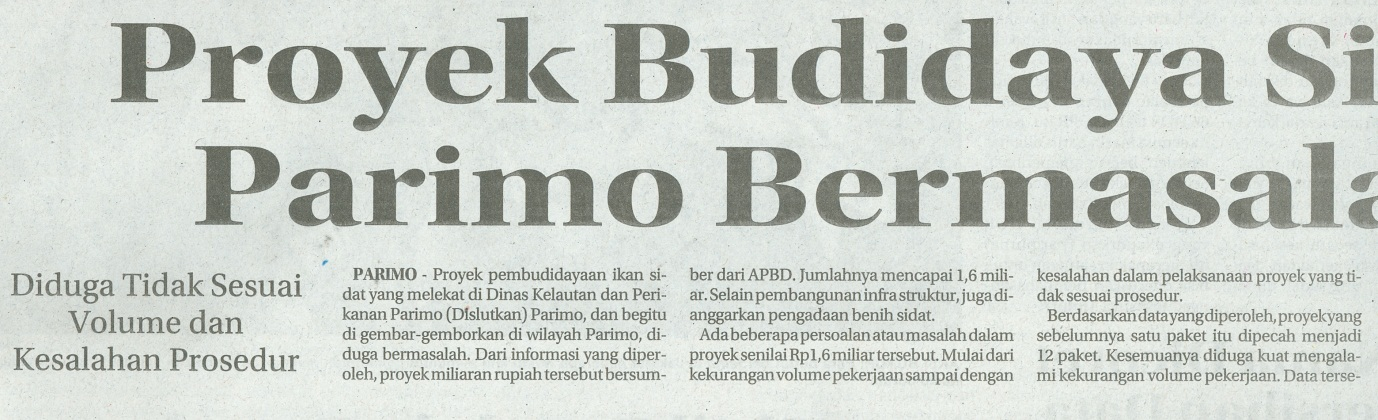 Proyek Budidaya Si
Parimo Bermasala
Diduga Tidak Sesuai
Volume dan
Kesalahan Prosedur
PARIMO - Proyek pembudidayaan ikan si-
dat yang melekat di Dinas Kelautan dan Peri-
kanan Parimo (Dislutkan) Parimo, dan begitu
di gembar-gemborkan di wilayah Parimo, di-
duga bermasalah. Dari informasi yang diper-
oleh, proyek miliaran rupiah tersebut bersum-
ber dari APBD. Jumlahnya mencapai 1,6 mili-
ar. Selain pembangunan infra struktur, juga di-
anggarkan pengadaan benih sidat.
Ada beberapa persoalan atau masalah dalam
proyek senilai Rp1,6 miliar tersebut. Mulai dari
kekurangan volume pekerjaan sampai dengan
kesalahan dalam pelaksanaan proyek yang ti-
dak sesuai prosedur.
Berdasarkan data yang diperoleh, proyek yang
sebelumnya satu paket itu dipecah menjadi
12 paket. Kesemuanya diduga kuat mengala-
mi kekurangan volume pekerjaan. Data terse-